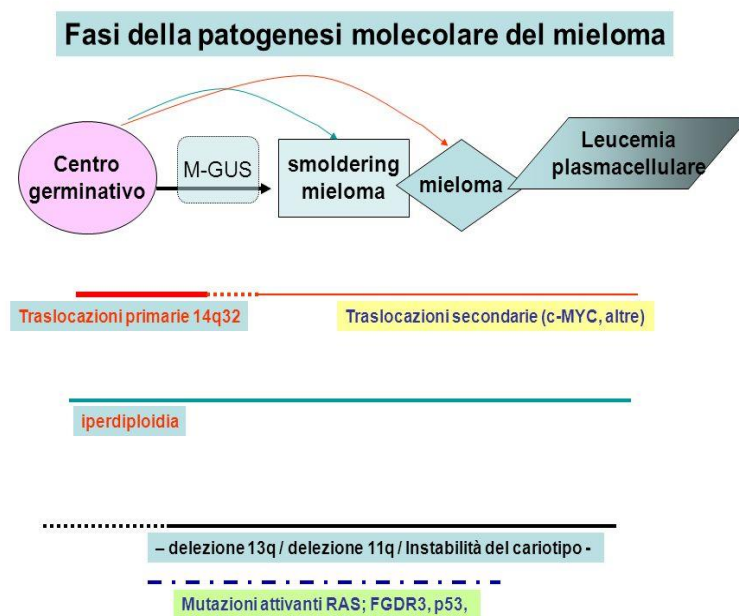 Fasi della patogenesi molecolare del mieloma
Centro
germinativo
M-GUS
smoldering
mieloma
mieloma
Leucemia
plasmacellulare
Traslocazioni primarie 14q32
Traslocazioni secondarie (c-MYC, altre)
iperdiploidia
– delezione 13q / delezione 11q / Instabilità del cariotipo -
Mutazioni attivanti RAS; FGDR3, p53,